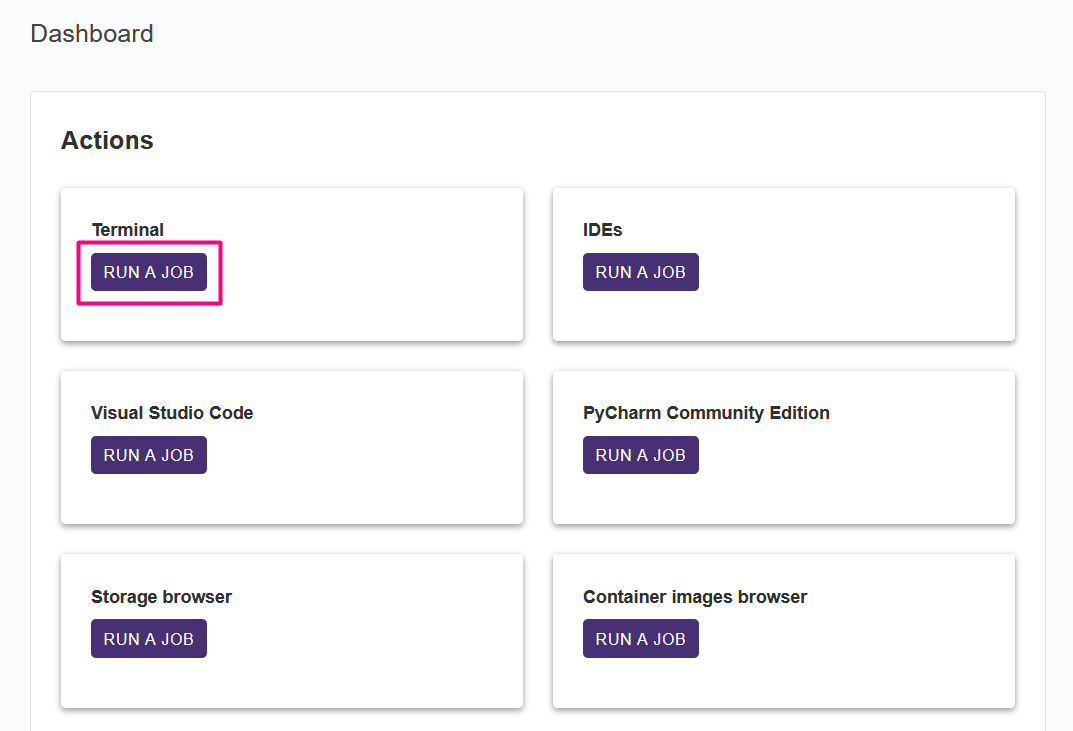 Dashboard
Actions
Terminal
RUN A JOB
IDEs
RUN A JOB
Visual Studio Code
RUN A JOB
PyCharm Community Edition
RUN A JOB
Storage browser
RUN A JOB
Container images browser
RUN A JOB